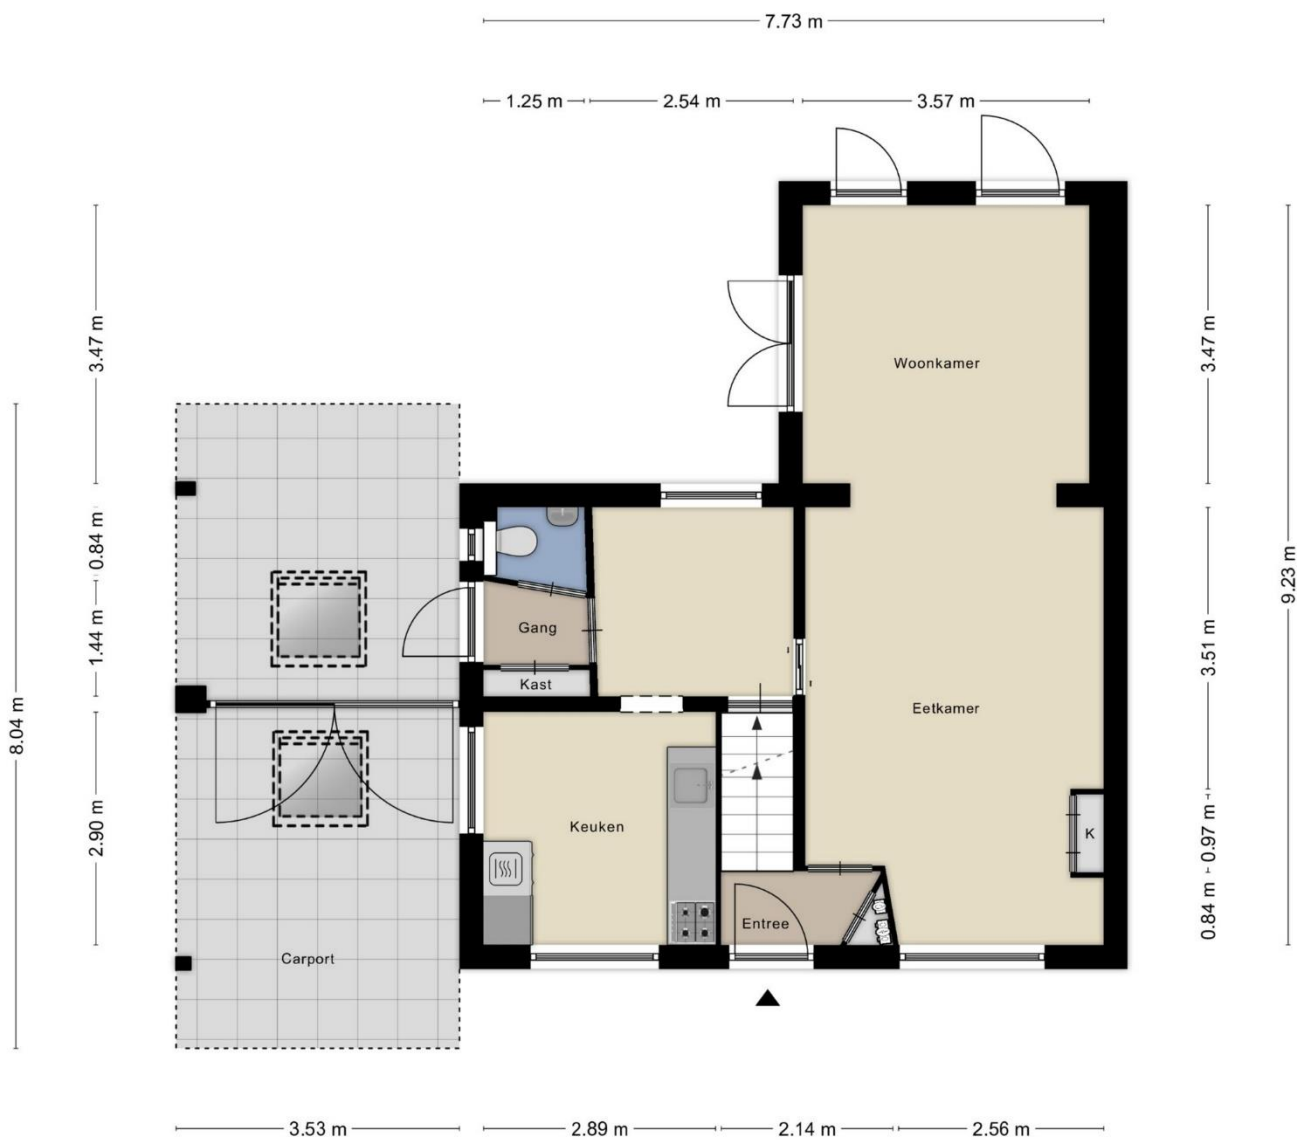 7.73 m
1.25 m
2.54 m
3.57 m
3.47 m
3.47 m
Woonkamer
0.84 m
Gang
1.44 m
Kast
3.51 m
9.23 m
Eetkamer
8.04 m
2.90 m
Keuken
K
0.97 m
0.84 m
Entree
Carport
3.53 m
2.89 m
2.14 m
2.56 m